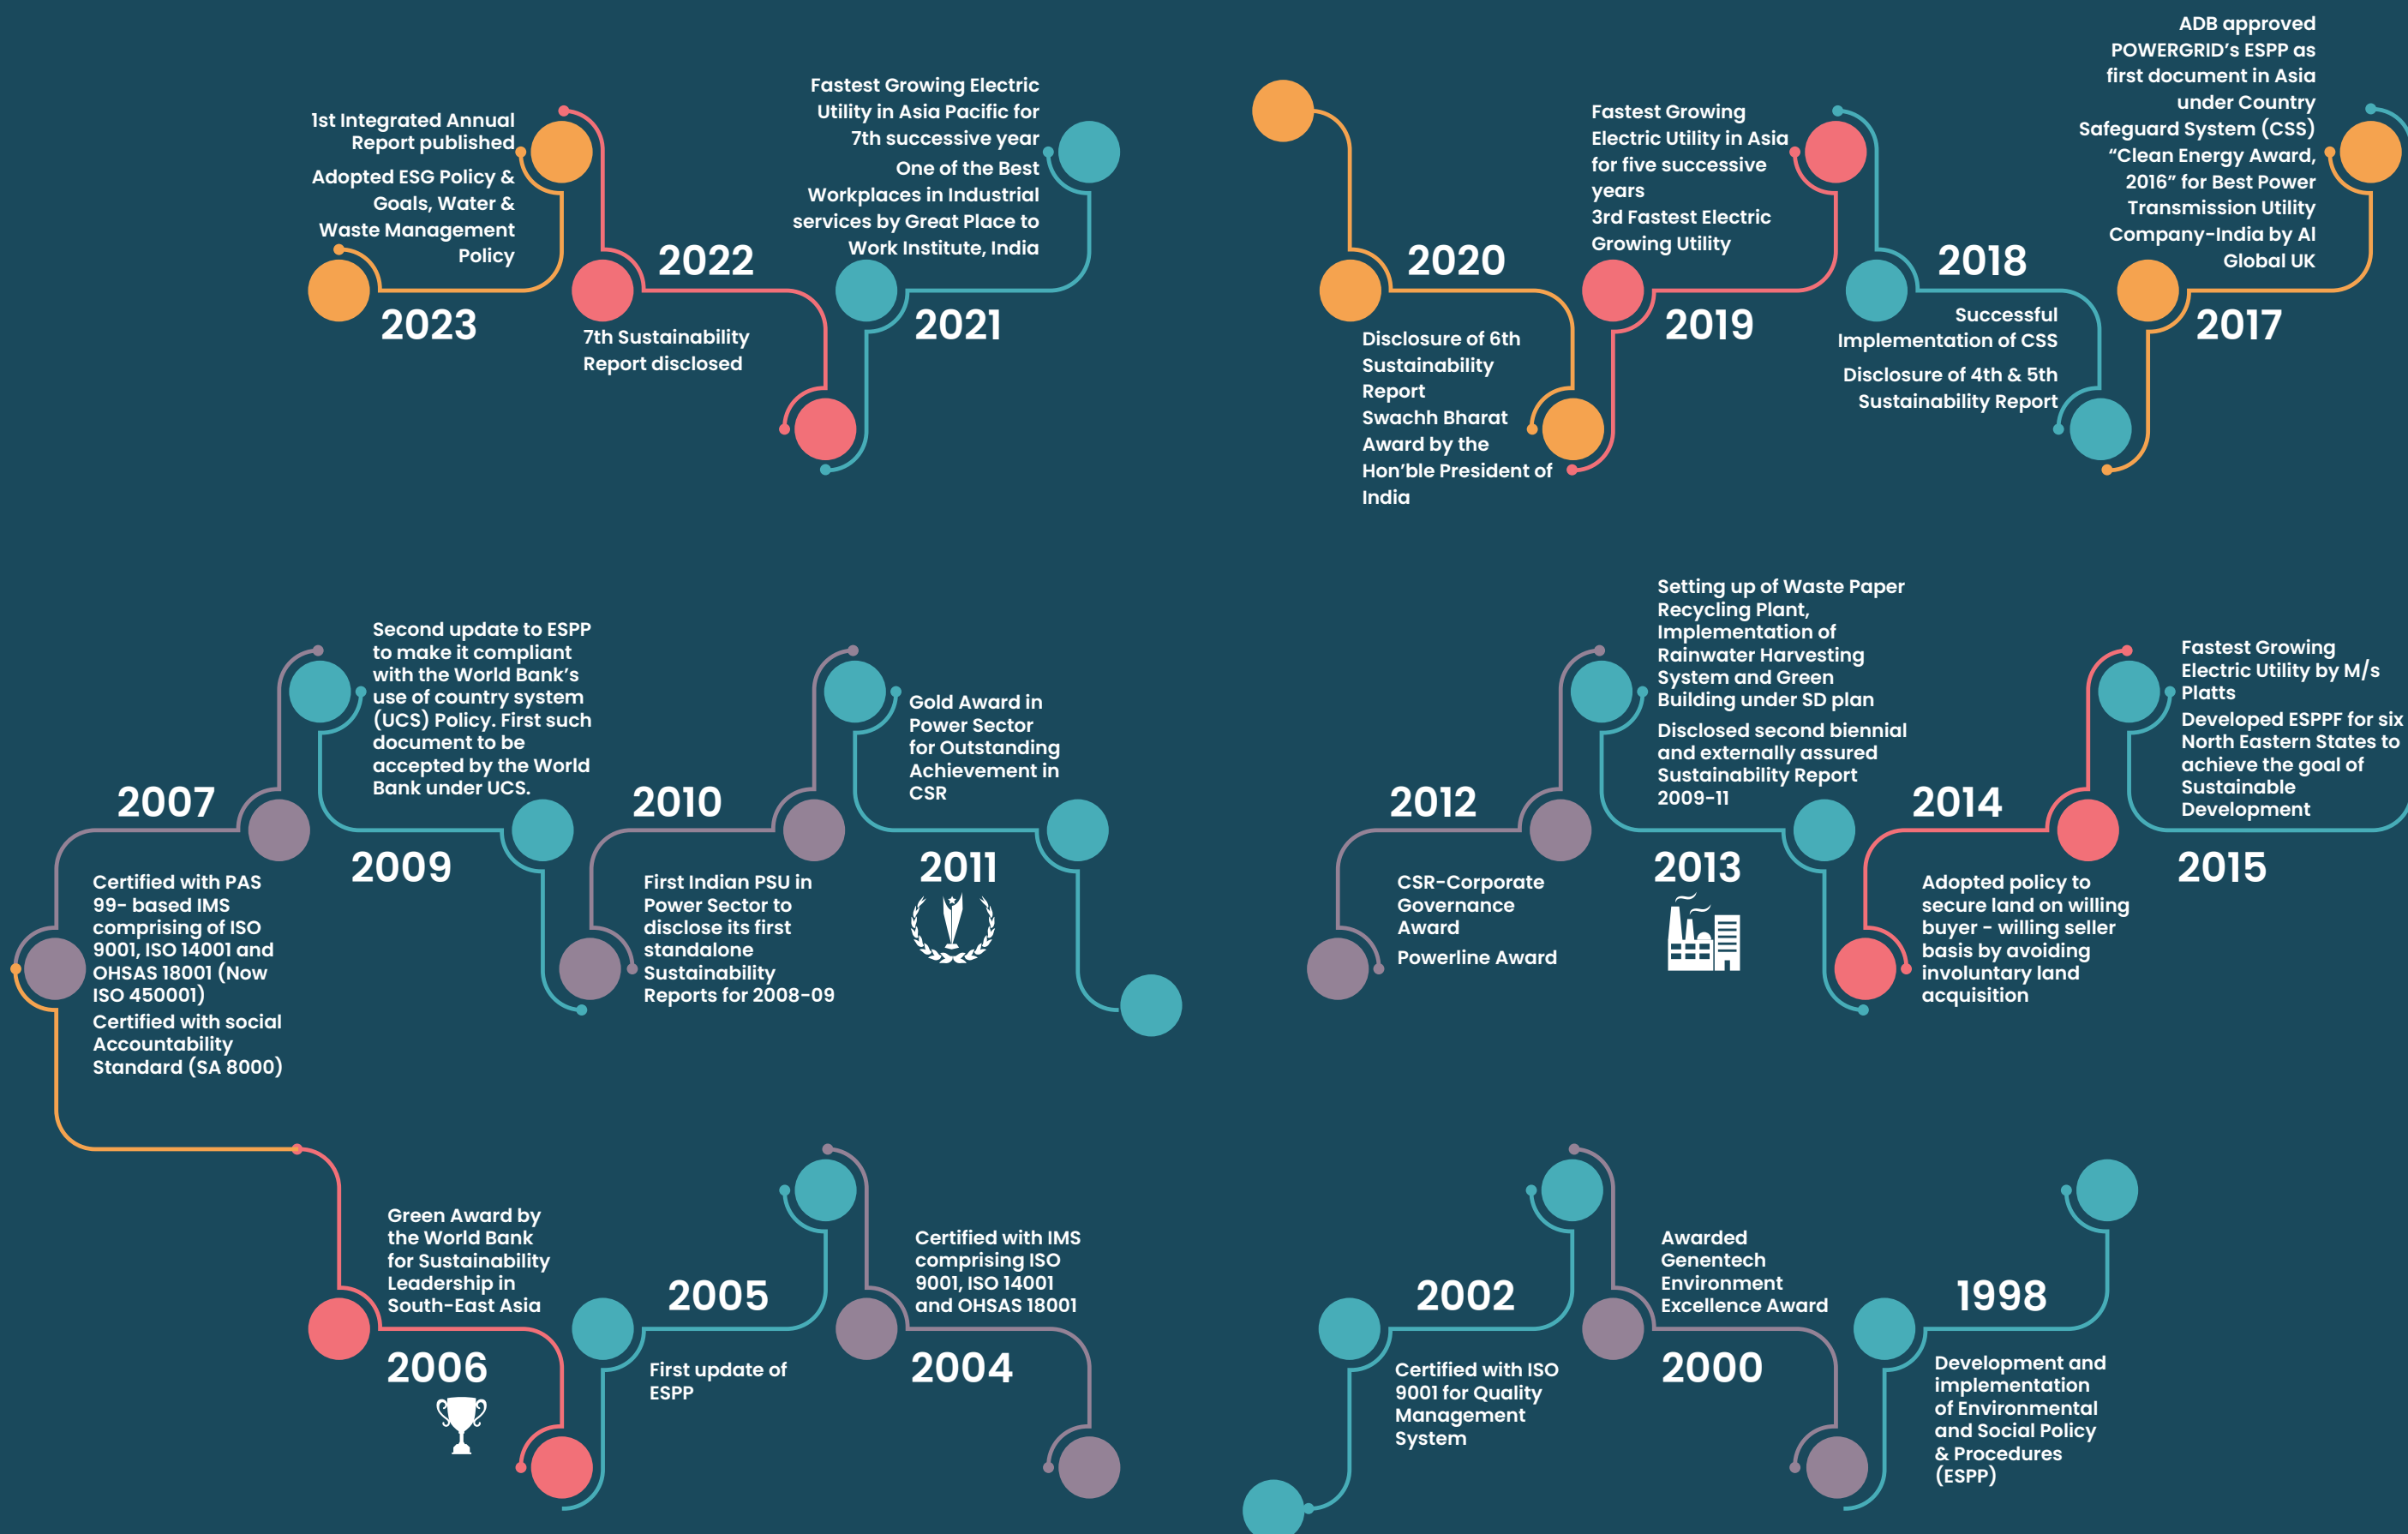 1st Integrated Annual
Report published
Adopted ESG Policy &
Goals, Water &
Waste Management
Policy
2023
2022
7th Sustainability
Report disclosed
Fastest Growing Electric
Utility in Asia Pacific for
7th successive year
One of the Best
Workplaces in Industrial
services by Great Place to
Work Institute, India
2021
2020
Disclosure of 6th
Sustainability
Report
Swachh Bharat
Award by the
Hon’ble President of
India
Fastest Growing
Electric Utility in Asia
for five successive
years
3rd Fastest Electric
Growing Utility
2019
2018
Successful
Implementation of CSS
Disclosure of 4th & 5th
Sustainability Report
ADB approved
POWERGRID’s ESPP as
first document in Asia
under Country
Safeguard System (CSS)
“Clean Energy Award,
2016” for Best Power
Transmission Utility
Company-India by Al
Global UK
2017
2007
Certified with PAS
99- based IMS
comprising of ISO
9001, ISO 14001 and
OHSAS 18001 (Now
ISO 450001)
Certified with social
Accountability
Standard (SA 8000)
Second update to ESPP
to make it compliant
with the World Bank’s
use of country system
(UCS) Policy. First such
document to be
accepted by the World
Bank under UCS.
2009
2010
First Indian PSU in
Power Sector to
disclose its first
standalone
Sustainability
Reports for 2008-09
Gold Award in
Power Sector
for Outstanding
Achievement in
CSR
2011
2012
CSR-Corporate
Governance
Award
Powerline Award
Setting up of Waste Paper
Recycling Plant,
Implementation of
Rainwater Harvesting
System and Green
Building under SD plan
Disclosed second biennial
and externally assured
Sustainability Report
2009-11
2013
2014
Adopted policy to
secure land on willing
buyer - willing seller
basis by avoiding
involuntary land
acquisition
Fastest Growing
Electric Utility by M/s
Platts
Developed ESPPF for six
North Eastern States to
achieve the goal of
Sustainable
Development
2015
Green Award by
the World Bank
for Sustainability
Leadership in
South-East Asia
2006
2005
First update of
ESPP
Certified with IMS
comprising ISO
9001, ISO 14001
and OHSAS 18001
2004
2002
Certified with ISO
9001 for Quality
Management
System
Awarded
Genentech
Environment
Excellence Award
2000
1998
Development and
implementation
of Environmental
and Social Policy
& Procedures
(ESPP)